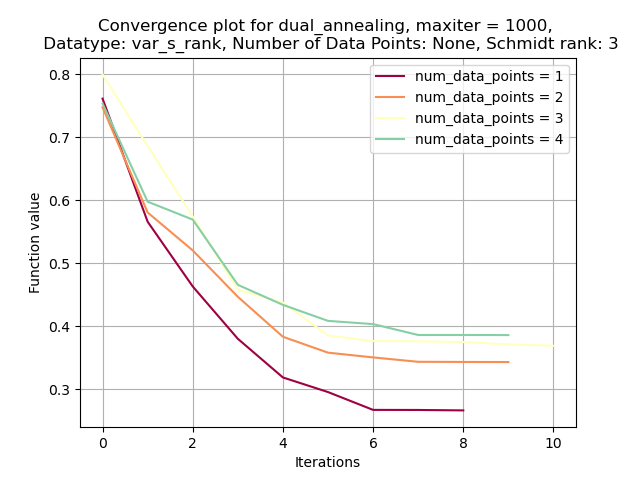 Convergence plot for dual_annealing, maxiter = 1000,
Datatype: var_s_rank, Number of Data Points: None, Schmidt rank: 3
num_data_points = 1
num_data_points = 2
num_data_points = 3
num_data_points = 4
0.8
0.7
0.6
0.5
0.4
0.3
Function value
0 2 4 6 8 10
Iterations